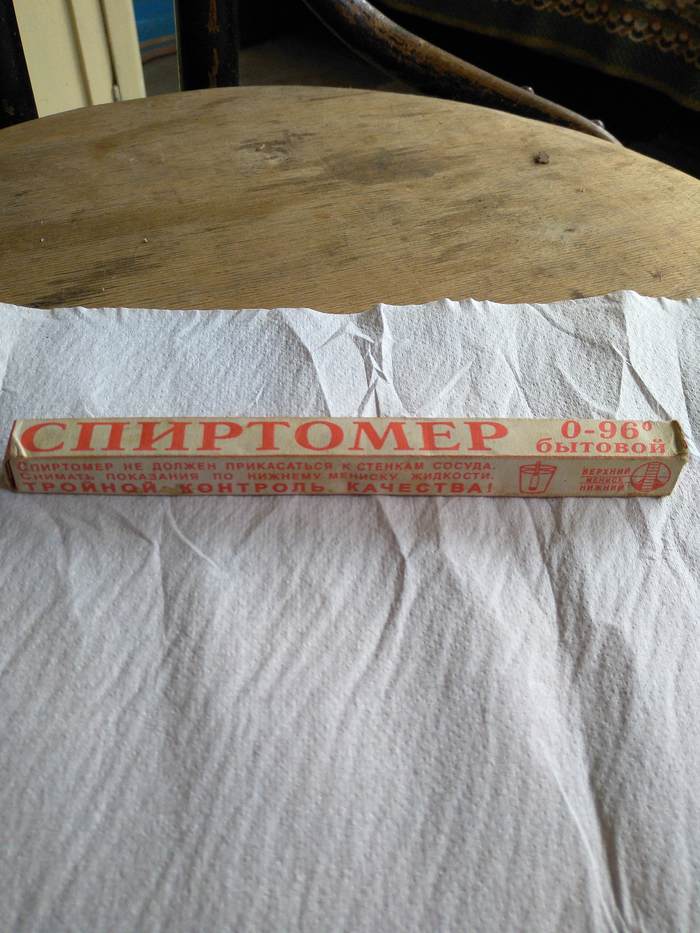 СПИРТОМЕР
0-96°
бытовой
СПИРТОМЕР НЕ ДОЛЖЕН ПРИКАСАТЬСЯ К СТЕНКАМ СОСУДА.
СНИМАТЬ ПОКАЗАНИЯ ПО НИЖНЕМУ МЕНИСКУ ЖИДКОСТИ.
ТРОЙНОЙ КОНТРОЛЬ КАЧЕСТВА!
ВЕРХНИЙ
МЕНИСК
НИЖНИЙ